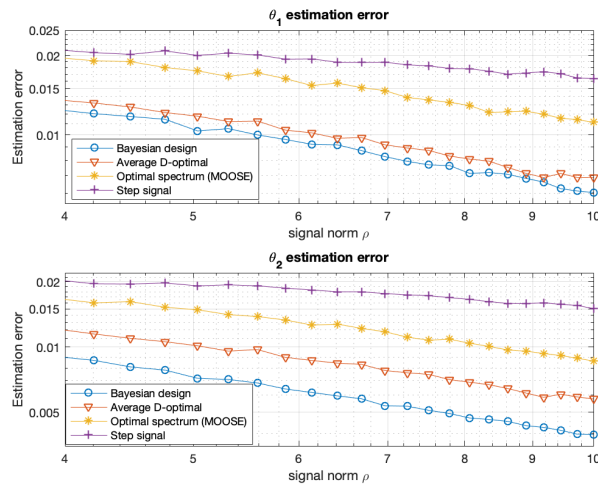 θ1 estimation error
0.025
0.02
0.015
0.01
Estimation error
Bayesian design
Average D-optimal
Optimal spectrum (MOOSE)
Step signal
4 5 6 7 8 9 10
signal norm ρ
θ2 estimation error
0.02
0.015
0.01
0.005
Estimation error
Bayesian design
Average D-optimal
Optimal spectrum (MOOSE)
Step signal
4 5 6 7 8 9 10
signal norm ρ